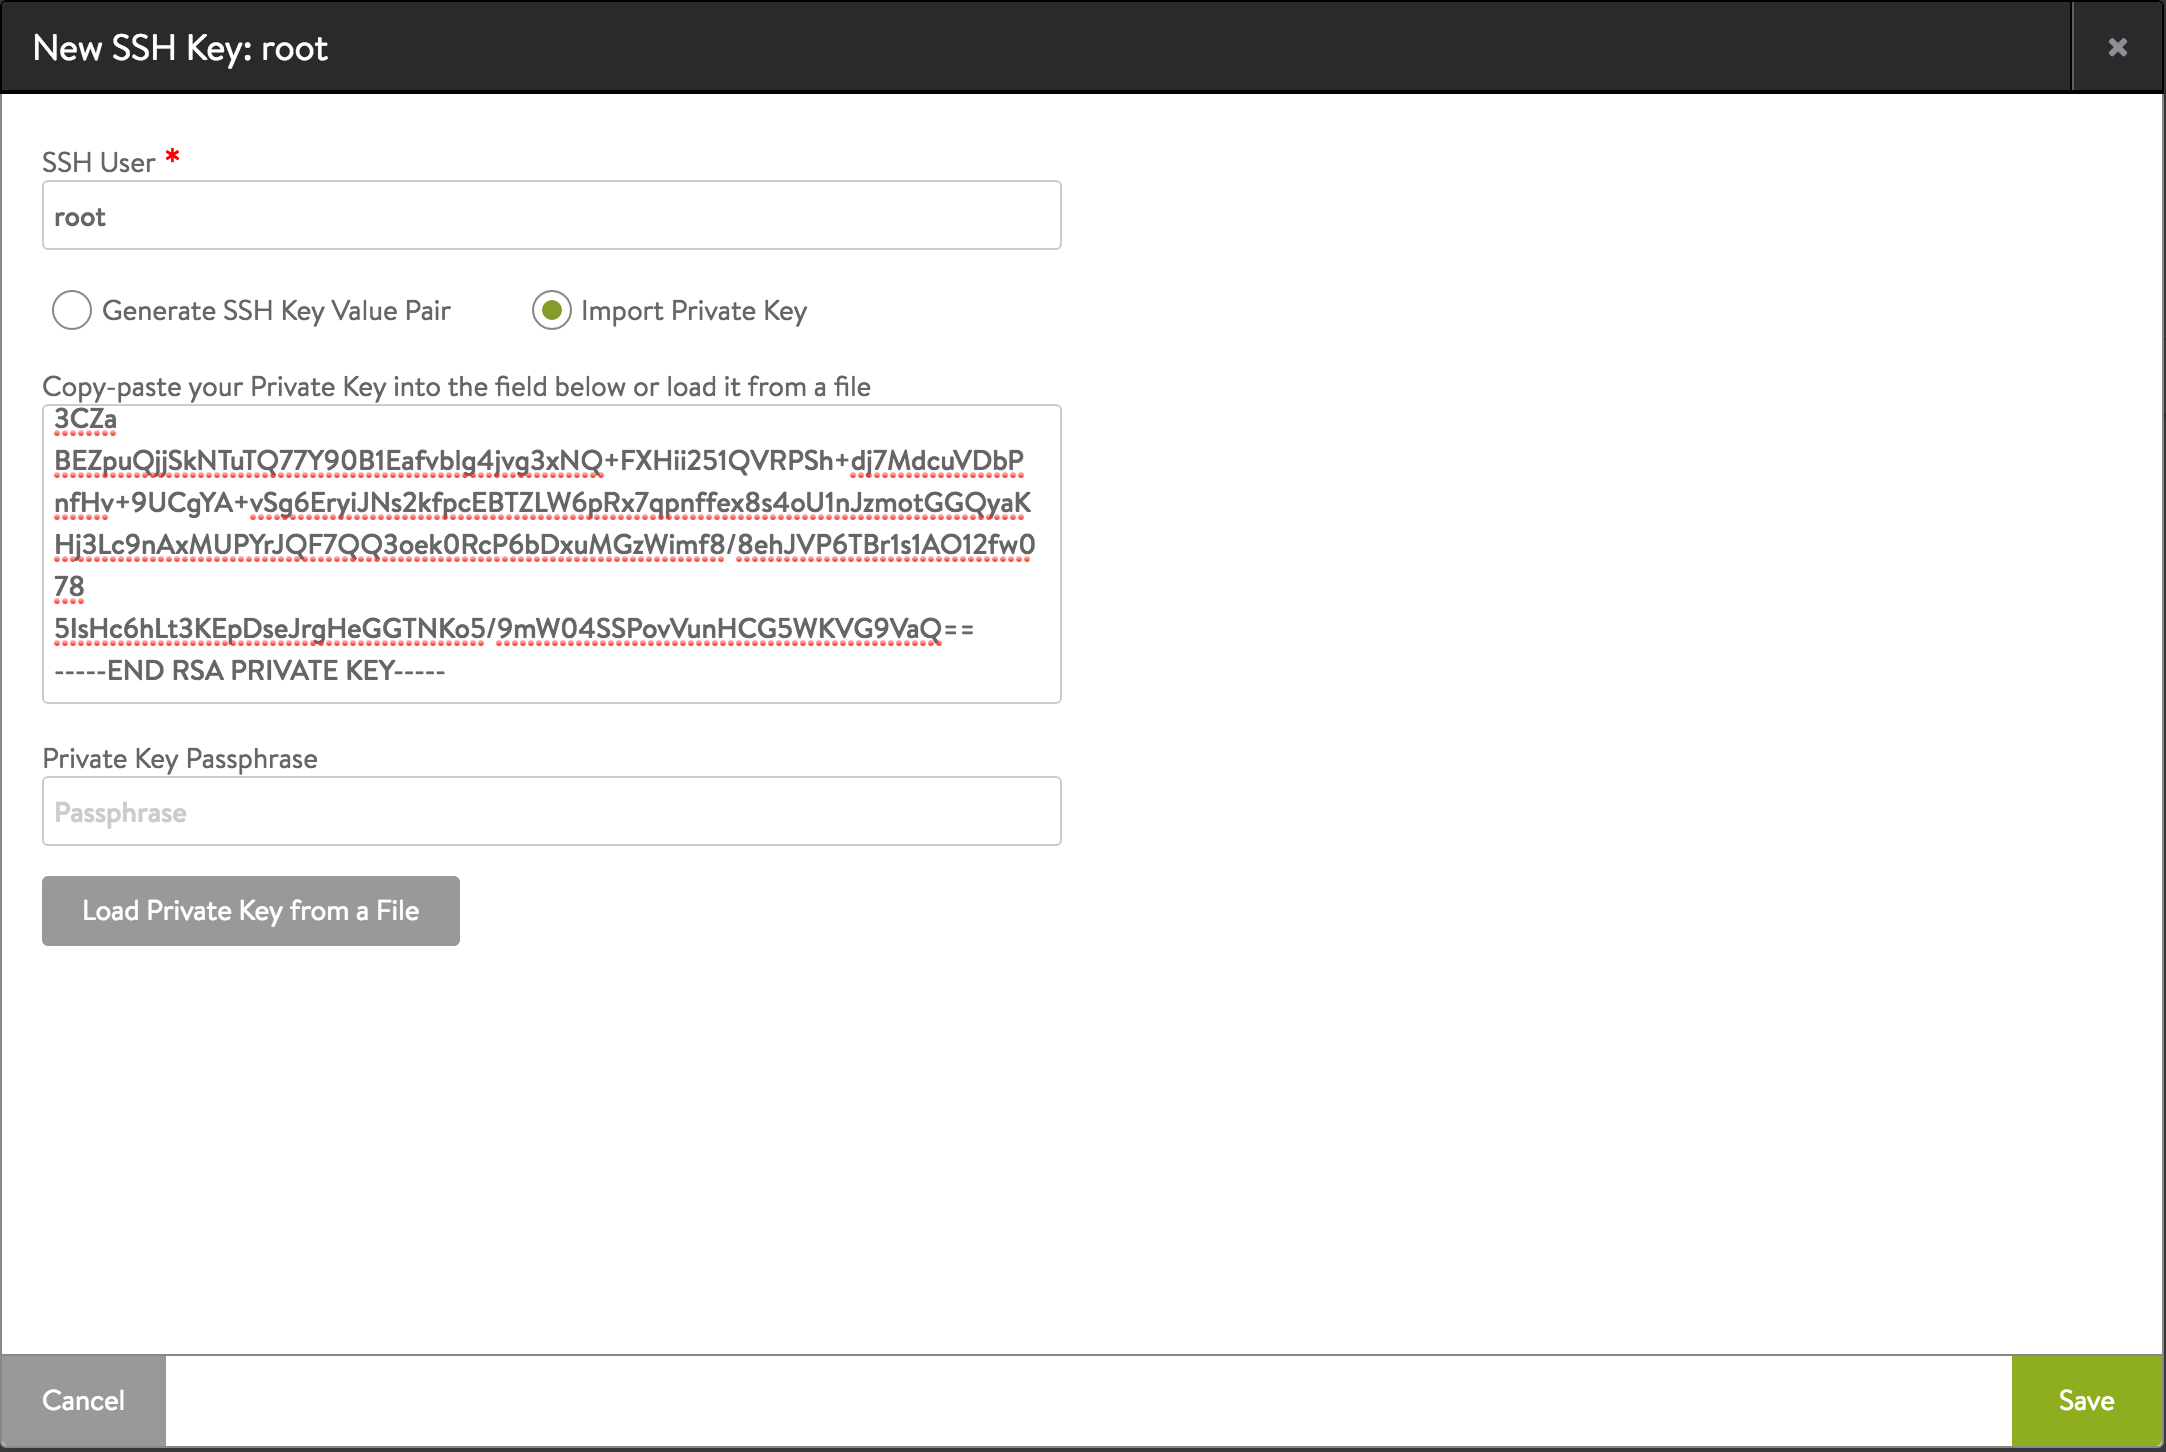 New SSH Key: root
SSH User *
root
Generate SSH Key Value Pair
Import Private Key
Copy-paste your Private Key into the field below or load it from a file
3CZa
BEZpuQjjSkNTuTQ77Y90B1Eafvblg4jvg3xNQ+FXHii251QVRPSh+dj7MdcuVDbP
nfHv+9UCgYA+vSg6EryiJNs2kfpcEBTZLW6pRx7qpnffex8s4oU1nJzmotGGQyaK
Hj3Lc9nAxMUPYrJQF7QQ3oek0RcP6bDxuMGzWimf8/8ehJVP6TBr1s1AO12fw0
78
5IsHc6hLt3KEpDseJrgHeGGTNKo5/9mW04SSPovVunHCG5WKVG9VaQ==
-----END RSA PRIVATE KEY-----
Private Key Passphrase
Passphrase
Load Private Key from a File
Cancel
Save